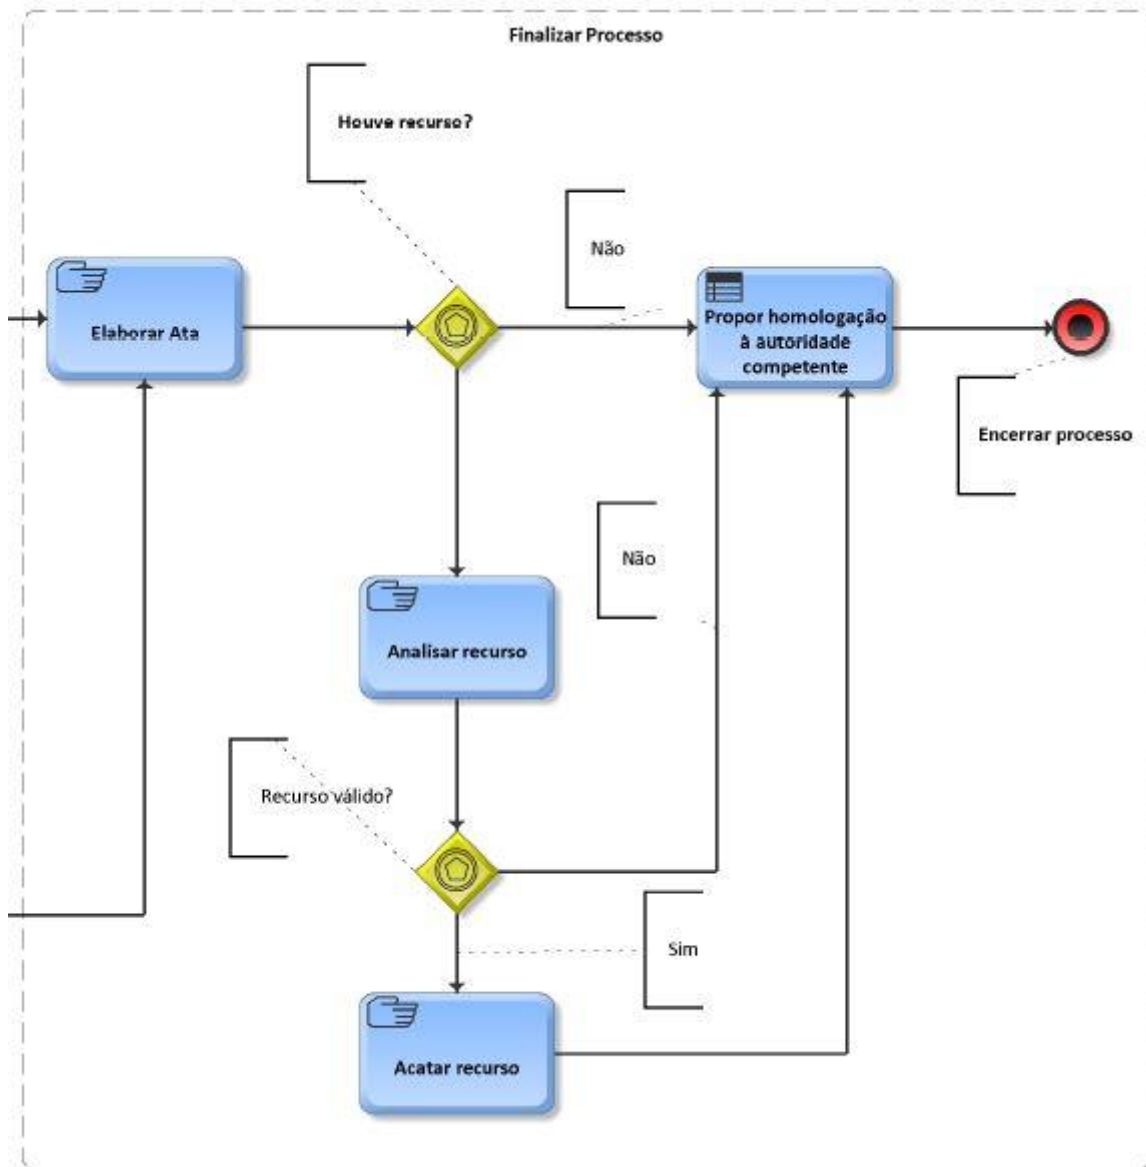 Finalizar Processo
Houve recurso?
Não
Elaborar Ata
Propor homologação
à autoridade
competente
Encerrar processo
Não
Analisar recurso
Recurso válido?
Sim
Acatar recurso